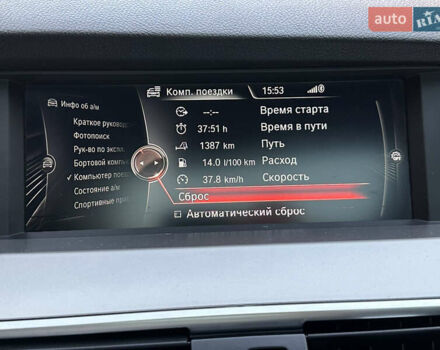 auto RIA
Инфо об а/м
Краткое руковод
Фотопоиск
Рук-во по экспл.
Бортовой компь
✓ Компьютер поез
Состояние а/м
Спортивные при
Комп. поездки 15:53
--:-- Время старта
37:51 h Время в пути
1387 km Путь
14.0 l/100 km Расход
37.8 km/h Скорость
Сброс
Автоматический сброс